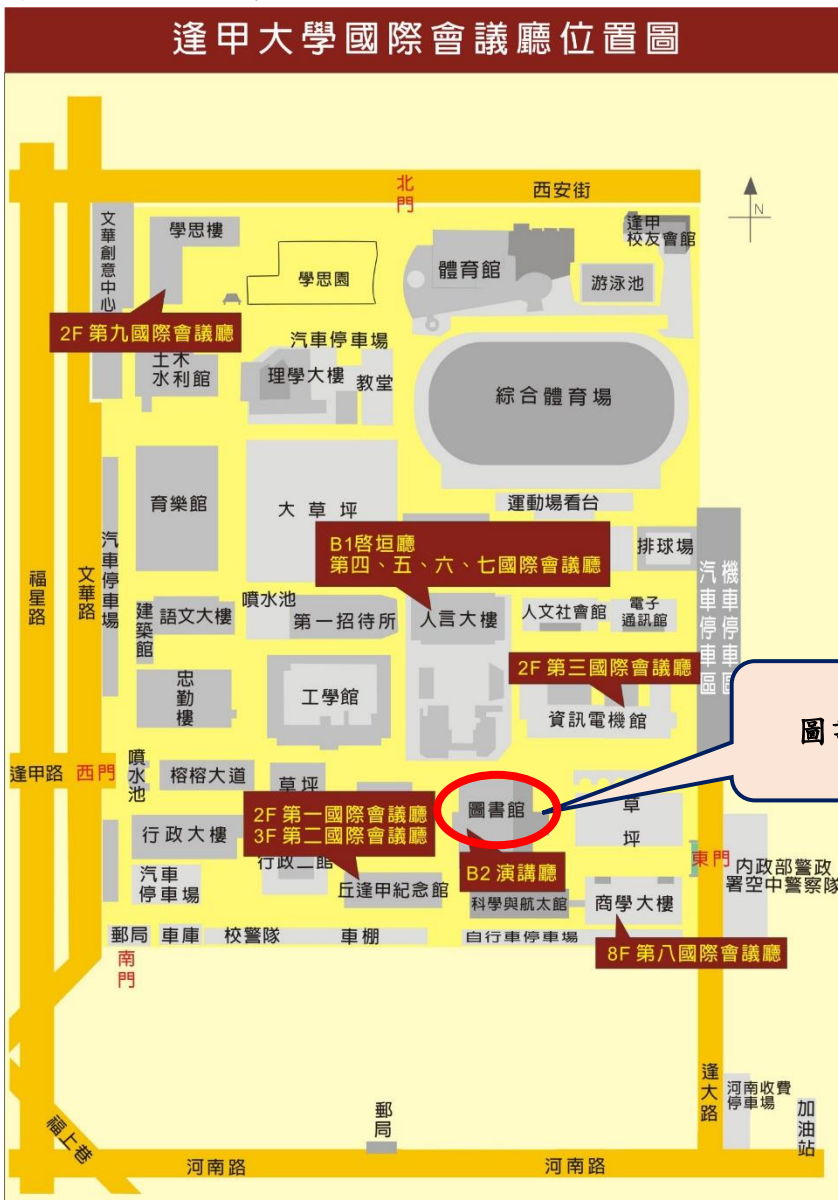 逢甲大學國際會議廳位置圖
北門
西安街
N
文華創意中心
學思樓
學思園
體育館
逢甲
校友會館
游泳池
2F 第九國際會議廳
汽車停車場
土木
水利館
理學大樓
教堂
綜合體育場
育樂館
大草坪
運動場看台
排球場
B1啓垣廳
第四、五、六、七國際會議廳
福星路
文華路
汽車停車場
建築館
語文大樓
噴水池
第一招待所
人言大樓
人文社會館
電子
通訊館
汽車停車區
機車停車區
忠勤樓
工學館
2F 第三國際會議廳
資訊電機館
圖
逢甲路
西門
噴水池
榕榕大道
草坪
圖書館
草坪
2F 第一國際會議廳
3F 第二國際會議廳
行政大樓
行政二館
B2 演講廳
東門
內政部警政
署空中警察隊
汽車
停車場
丘逢甲紀念館
科學與航太館
商學大樓
郵局
車庫
校警隊
車棚
自行車停車場
南門
8F 第八國際會議廳
逢大路
河南收費
停車場
加油站
郵局
福上巷
河南路
河南路